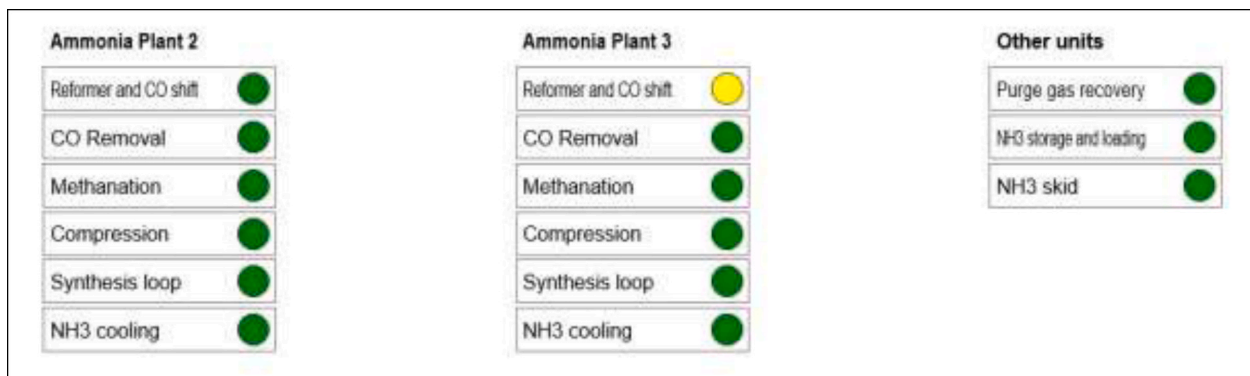 Ammonia Plant 2
Reformer and CO shift
CO Removal
Methanation
Compression
Synthesis loop
NH3 cooling
Ammonia Plant 3
Reformer and CO shift
CO Removal
Methanation
Compression
Synthesis loop
NH3 cooling
Other units
Purge gas recovery
NH3 storage and loading
NH3 skid